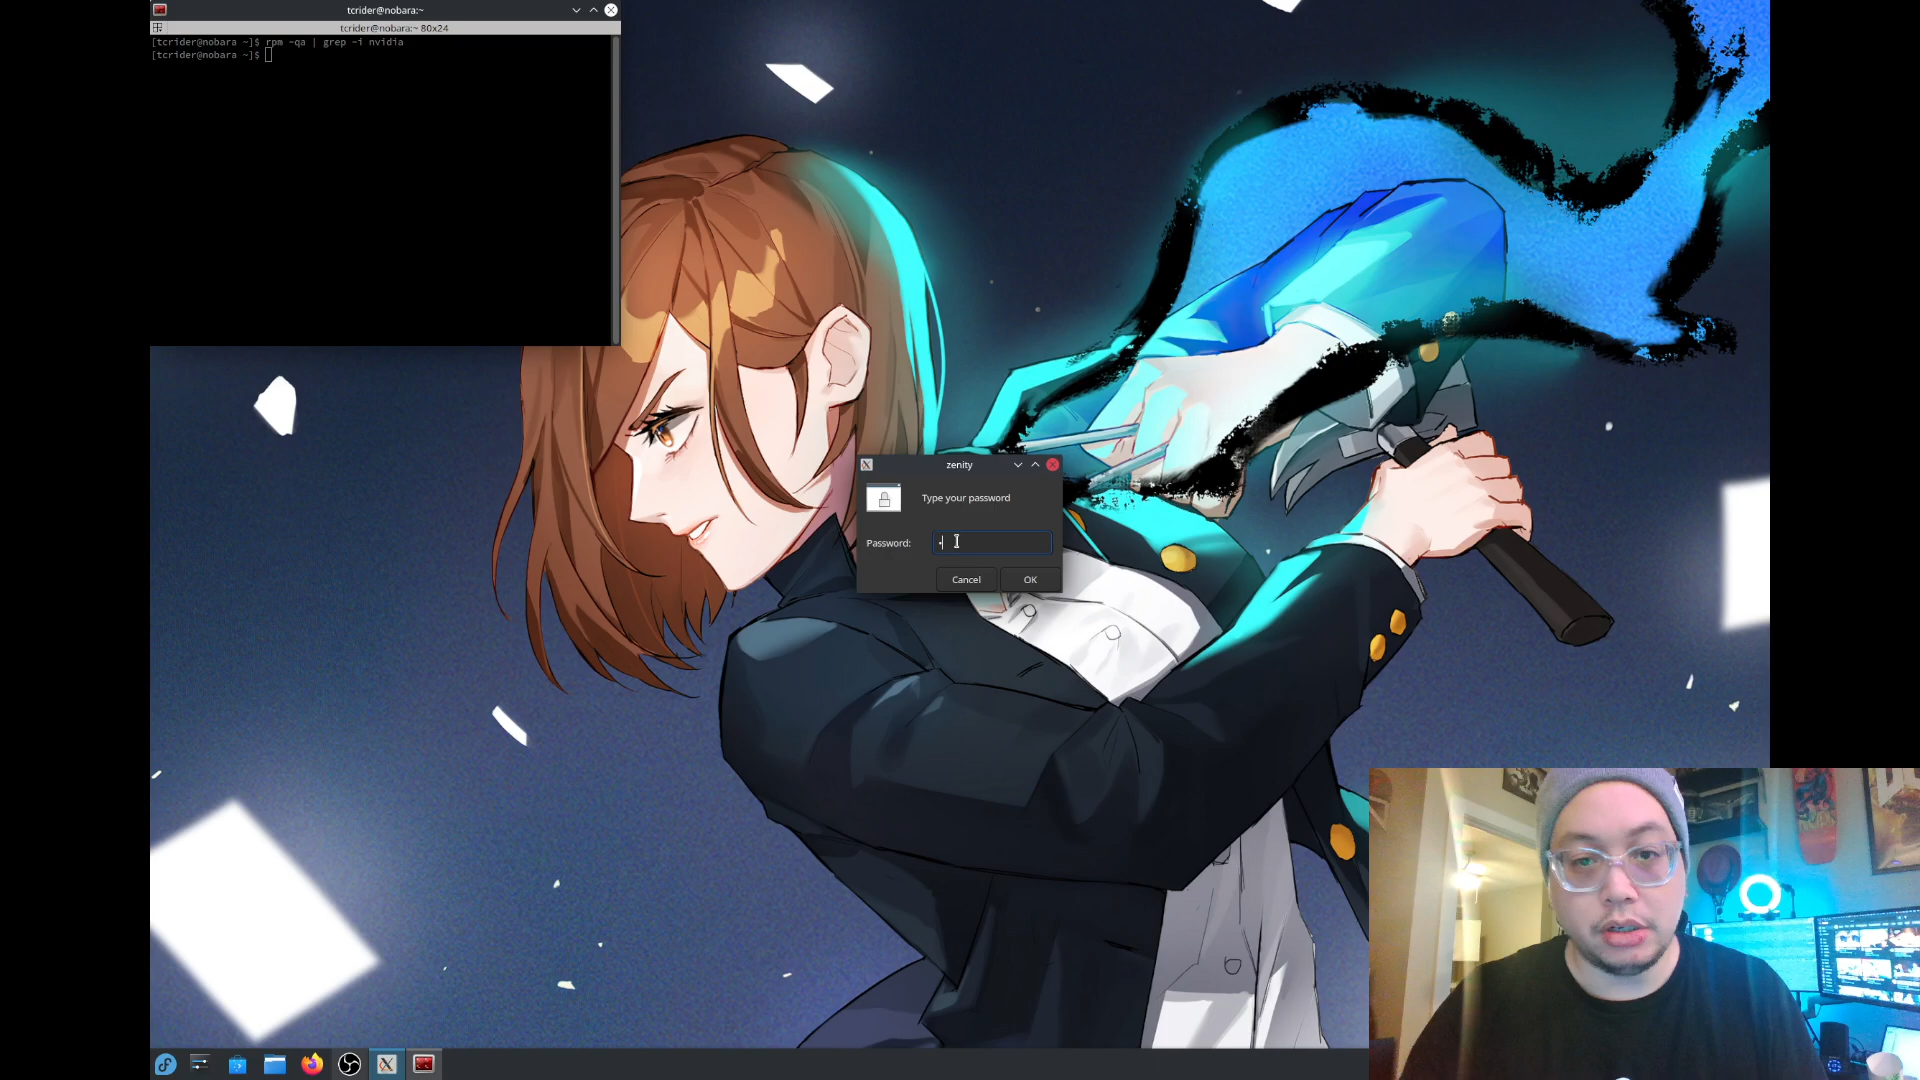 tcrider@nobara:~
tcrider@nobara:~ 80x24
[tcrider@nobara ~]$ rpm -qa | grep -i nvidia
[tcrider@nobara ~]$
zenity
Type your password
Password:
Cancel
OK